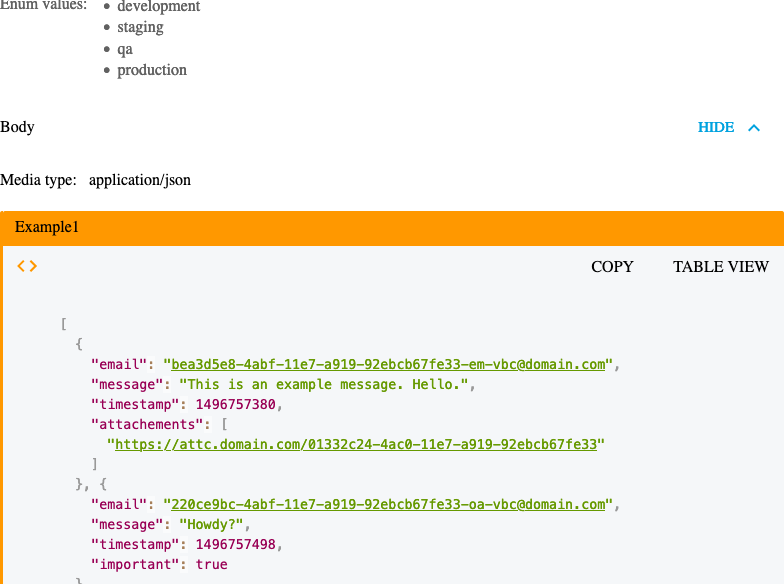 Enum values:
• development
• staging
• qa
• production
Body
HIDE
Media type: application/json
Example1
<>
COPY
TABLE VIEW
[
{
"email": "bea3d5e8-4abf-11e7-a919-92ebcb67fe33-em-vbc@domain.com",
"message": "This is an example message. Hello.",
"timestamp": 1496757380,
"attachements": [
"https://attc.domain.com/01332c24-4ac0-11e7-a919-92ebcb67fe33"
]
}, {
"email": "220ce9bc-4abf-11e7-a919-92ebcb67fe33-oa-vbc@domain.com",
"message": "Howdy?",
"timestamp": 1496757498,
"important": true
}